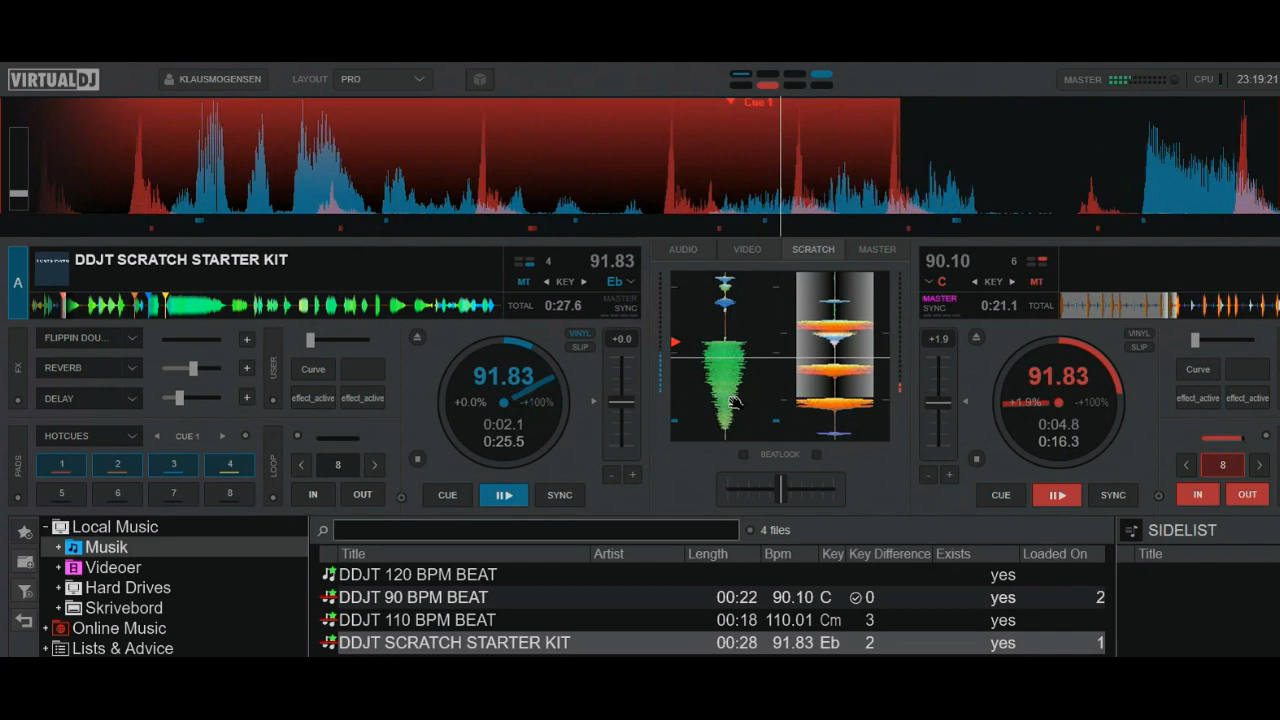 VIRTUALDJ KLAUSMOGENSEN LAYOUT PRO MASTER CPU 23:19:21
Cue 1
AUDIO VIDEO SCRATCH MASTER
A DDJT SCRATCH STARTER KIT 4 91.83 90.10 6
MT KEY Eb C KEY MT
TOTAL 0:27.6 MASTER SYNC MASTER SYNC 0:21.1 TOTAL
FX FLIPPIN DOU... + USER VINYL +0.0 +1.9 VINYL
SLIP SLIP
REVERB + Curve 91.83 91.83 Curve
DELAY + effect_active effect_active +0.0% -+100% +1.9% -+100% effect_active effect_active
0:02.1 0:04.8
PADS HOTCUES CUE 1 LOOP 0:25.5 0:16.3
BEATLOCK
1 2 3 4 8 - + - + 8
5 6 7 8 IN OUT CUE SYNC CUE SYNC IN OUT
Local Music 4 files SIDELIST
Musik Title Artist Length Bpm Key Key Difference Exists Loaded On Title
Videoer DDJT 120 BPM BEAT yes
Hard Drives DDJT 90 BPM BEAT 00:22 90.10 C 0 yes 2
Skrivebord
Online Music DDJT 110 BPM BEAT 00:18 110.01 Cm 3 yes
Lists & Advice DDJT SCRATCH STARTER KIT 00:28 91.83 Eb 2 yes 1